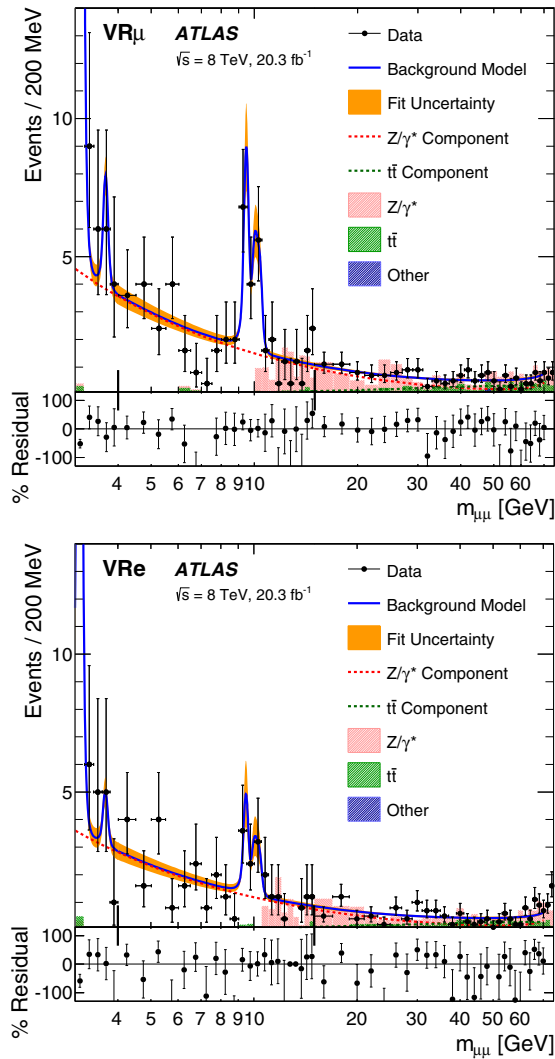 VRμ ATLAS
√s = 8 TeV, 20.3 fb⁻¹
Data
Background Model
Fit Uncertainty
Z/γ* Component
tt̄ Component
Z/γ*
tt̄
Other
Events / 200 MeV
10
5
% Residual
100
0
-100
4 5 6 7 8 910 20 30 40 50 60
m_μμ [GeV]
VRe ATLAS
√s = 8 TeV, 20.3 fb⁻¹
Data
Background Model
Fit Uncertainty
Z/γ* Component
tt̄ Component
Z/γ*
tt̄
Other
Events / 200 MeV
10
5
% Residual
100
0
-100
4 5 6 7 8 910 20 30 40 50 60
m_μμ [GeV]